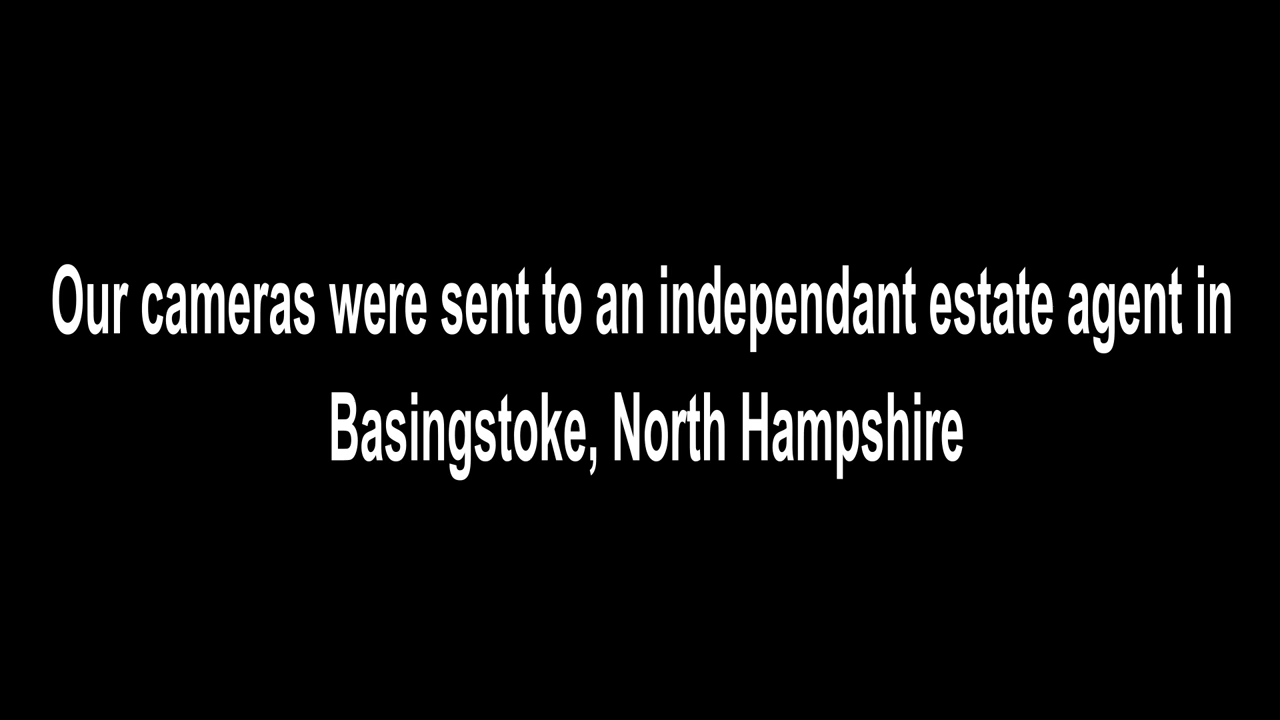 Our cameras were sent to an independant estate agent in
Basingstoke, North Hampshire